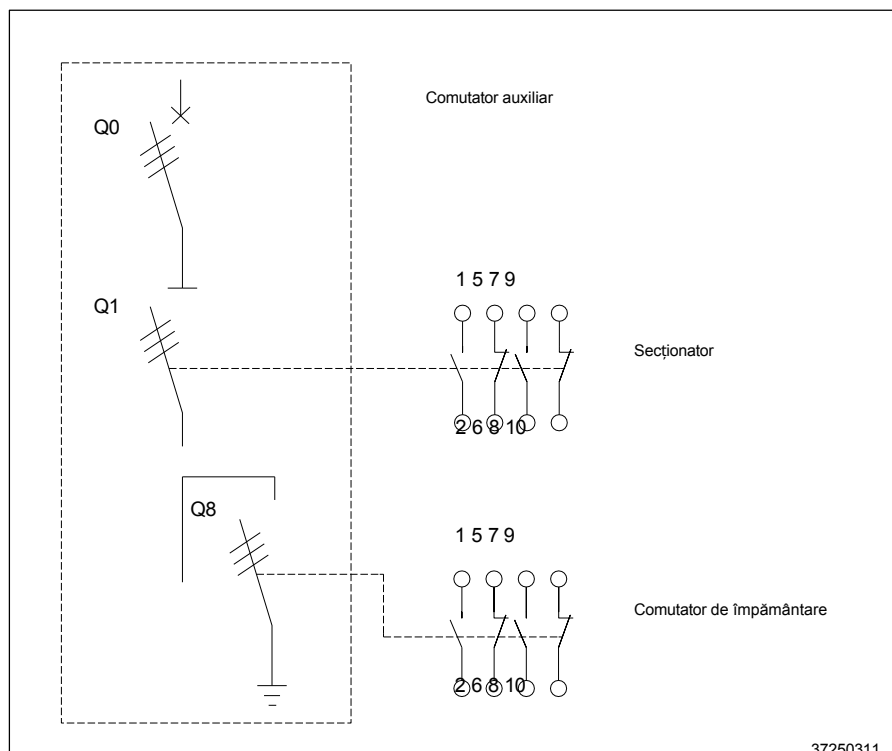 Comutator auxiliar
Q0
1 5 7 9
Q1
Secționator
2 6 8 10
Q8
1 5 7 9
Comutator de împământare
2 6 8 10
37250311